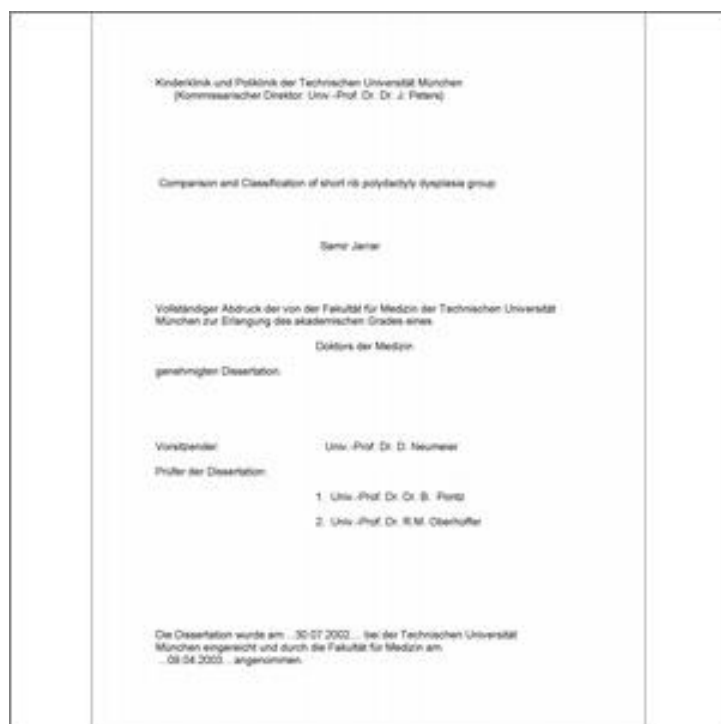 Kinderklinik und Poliklinik der Technischen Universität München
(Kommissarischer Direktor: Univ.-Prof. Dr. Dr. J. Peters)
Comparison and Classification of short rib polydactyly dysplasia group
Samir Jarrar
Vollständiger Abdruck der von der Fakultät für Medizin der Technischen Universität
München zur Erlangung des akademischen Grades eines
Doktors der Medizin
genehmigten Dissertation.
Vorsitzender: Univ.-Prof. Dr. D. Neumeier
Prüfer der Dissertation:
1. Univ.-Prof. Dr. Dr. B. Pontz
2. Univ.-Prof. Dr. R.M. Oberhoffer
Die Dissertation wurde am ...30.07.2002... bei der Technischen Universität
München eingereicht und durch die Fakultät für Medizin am
...09.04.2003... angenommen.